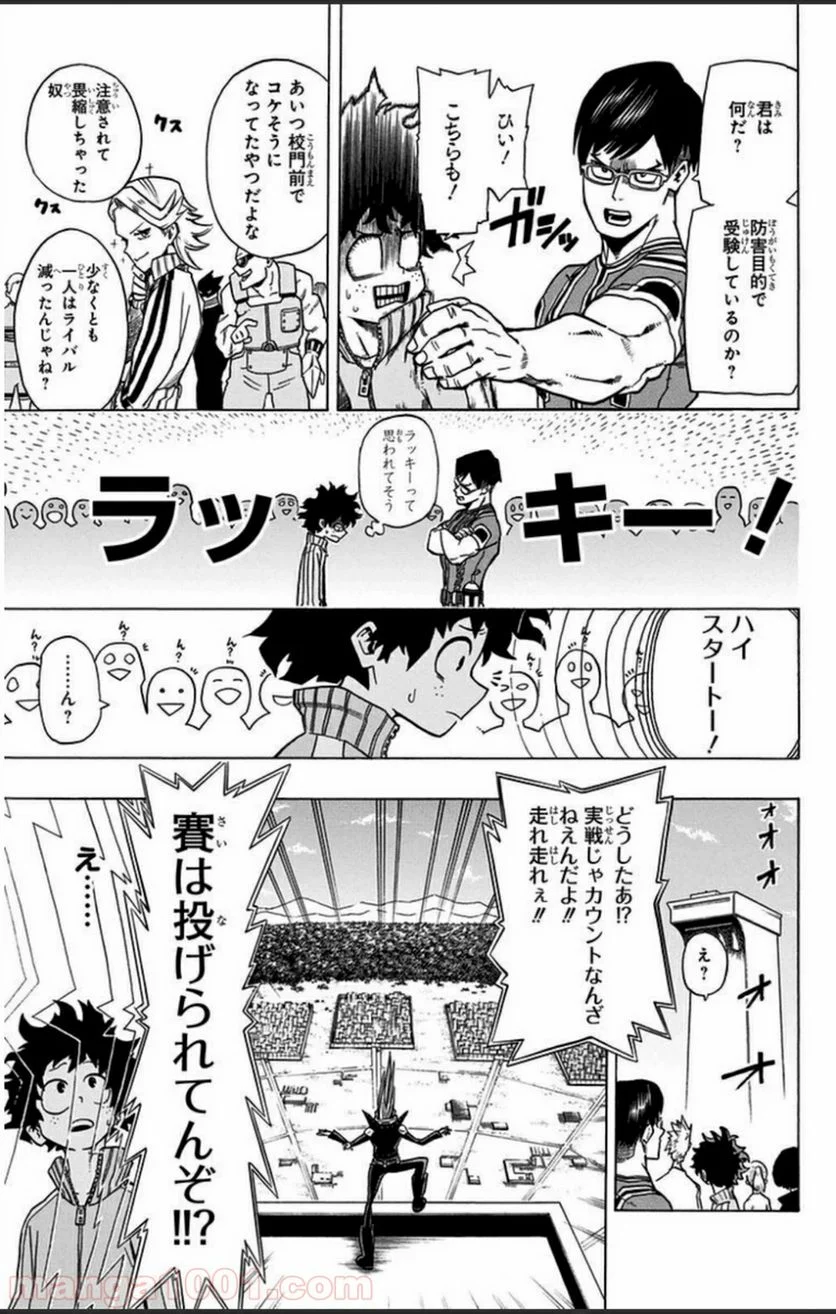 君は
何だ？
防害目的で
受験しているのか？
ひい！
こちらも！
ガシッ
あいつ校門前で
コケそうに
なってたやつだよな
注意されて
畏縮しちゃった
奴
クス
クス
少なくとも
一人はライバル
減ったんじゃね？
ラッキーって
思われてそう
ラッキー！
ハイ
スタートー！
ん？
ん？
ん？
ん？
ん？
んっ
………ん？
オオオ
え？
どうしたあ!?
実戦じゃカウントなんざ
ねえんだよ!!
走れ走れぇ!!
賽は投げられてんぞ!!?
え……
manga1001.com